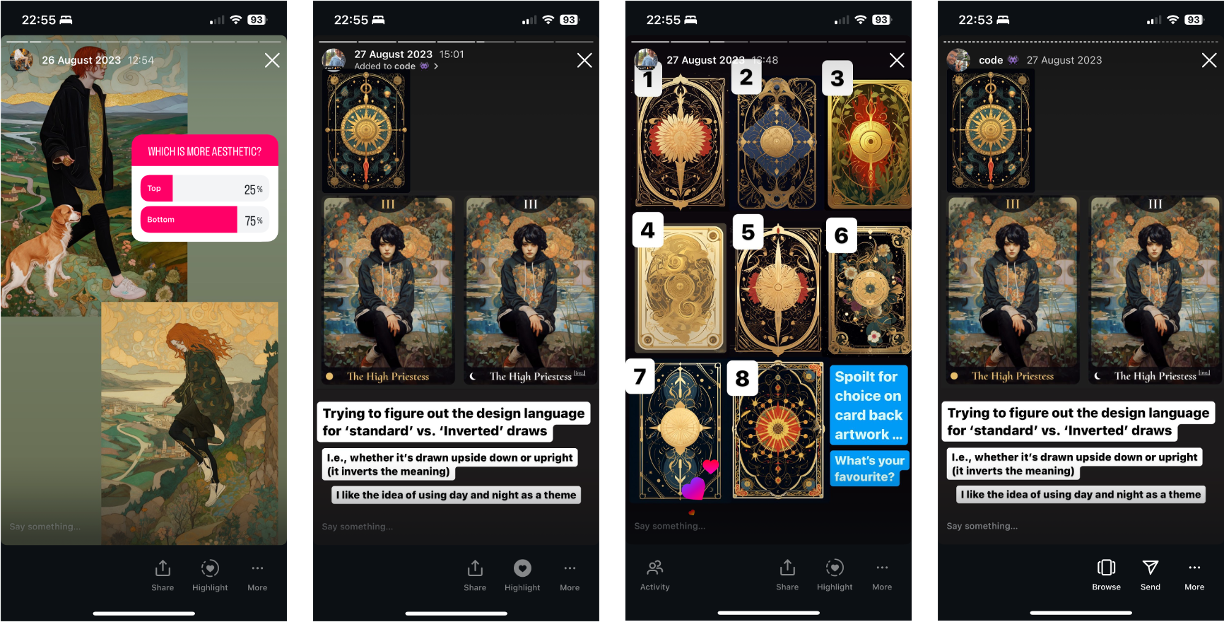 22:55
93
26 August 2023 12:54
WHICH IS MORE AESTHETIC?
Top
25%
Bottom
75%
Say something...
Share
Highlight
More
22:55
93
27 August 2023 15:01
Added to code 👾 >
III
III
The High Priestess
The High Priestess
Trying to figure out the design language
for ‘standard’ vs. ‘Inverted’ draws
I.e., whether it’s drawn upside down or upright
(it inverts the meaning)
I like the idea of using day and night as a theme
Say something...
Share
Highlight
More
22:55
93
27 August 2023
1
2
3
4
5
6
7
8
Spoilt for
choice on
card back
artwork ...
What’s your
favourite?
Say something...
Activity
Share
Highlight
More
22:53
93
code 👾 27 August 2023
III
III
The High Priestess
The High Priestess
Trying to figure out the design language
for ‘standard’ vs. ‘Inverted’ draws
I.e., whether it’s drawn upside down or upright
(it inverts the meaning)
I like the idea of using day and night as a theme
Say something...
Browse
Send
More